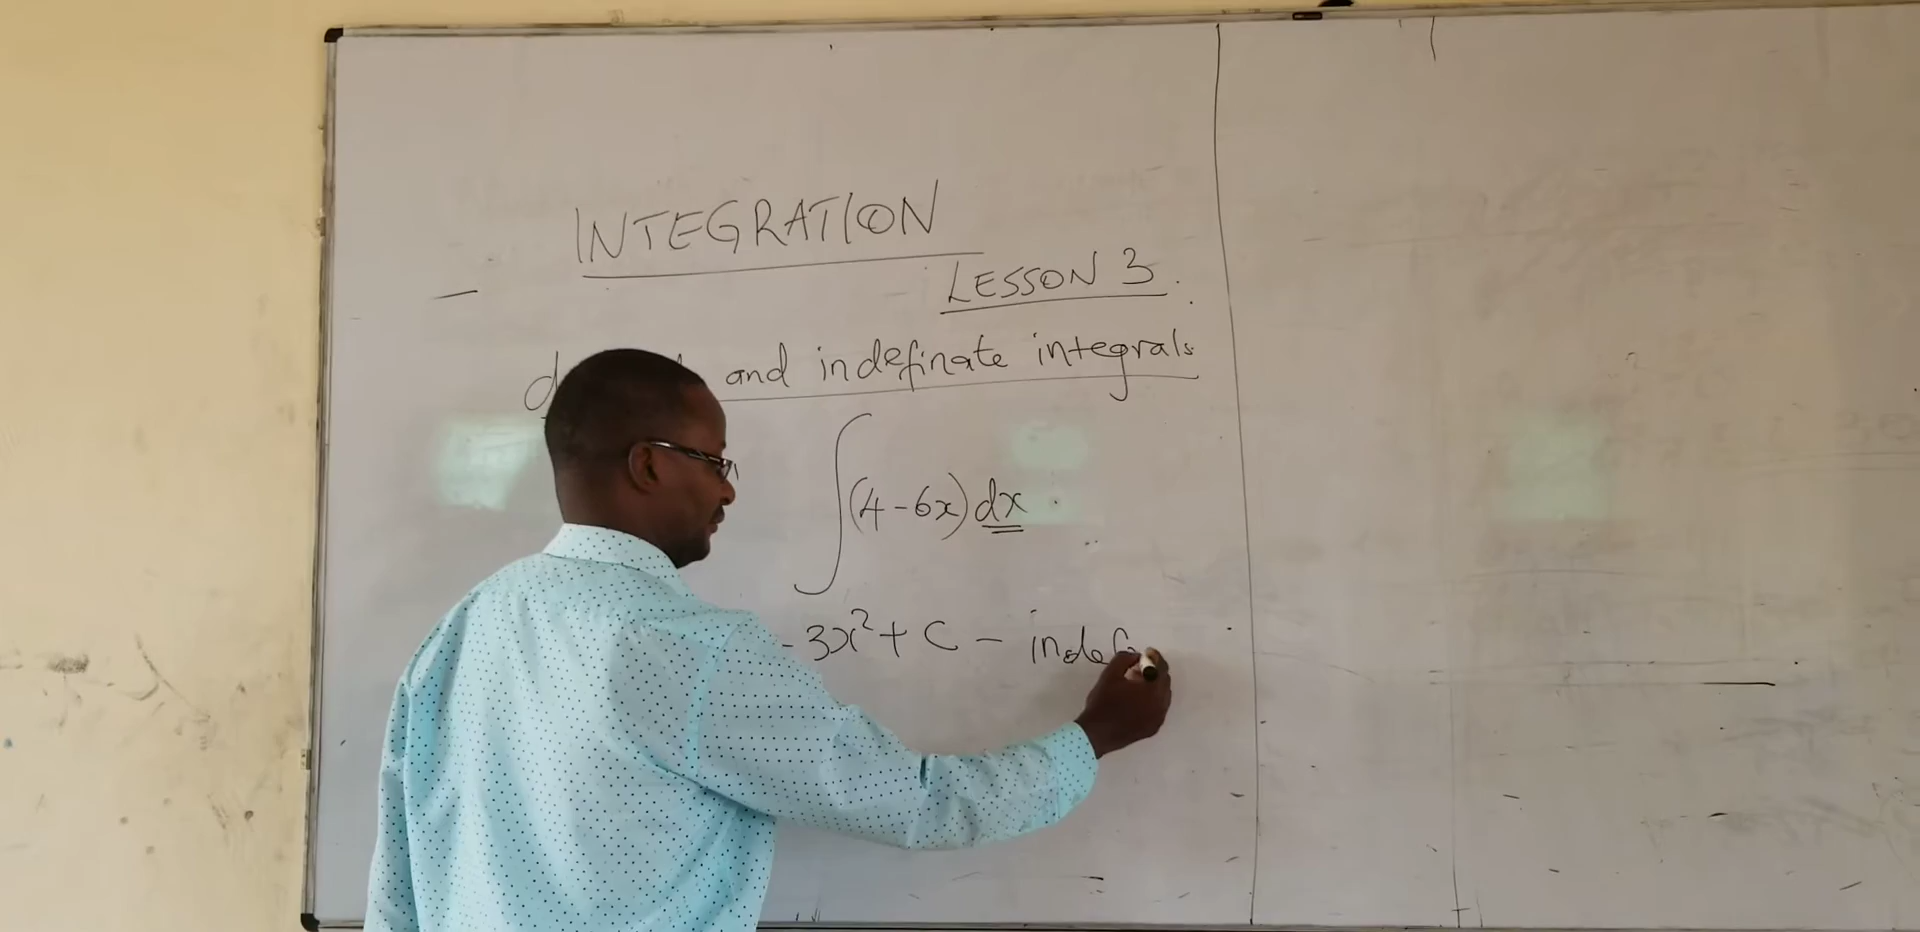 INTEGRATION
LESSON 3.
and indefinate integrals
∫(4-6x) dx
- 3x² + C - indef